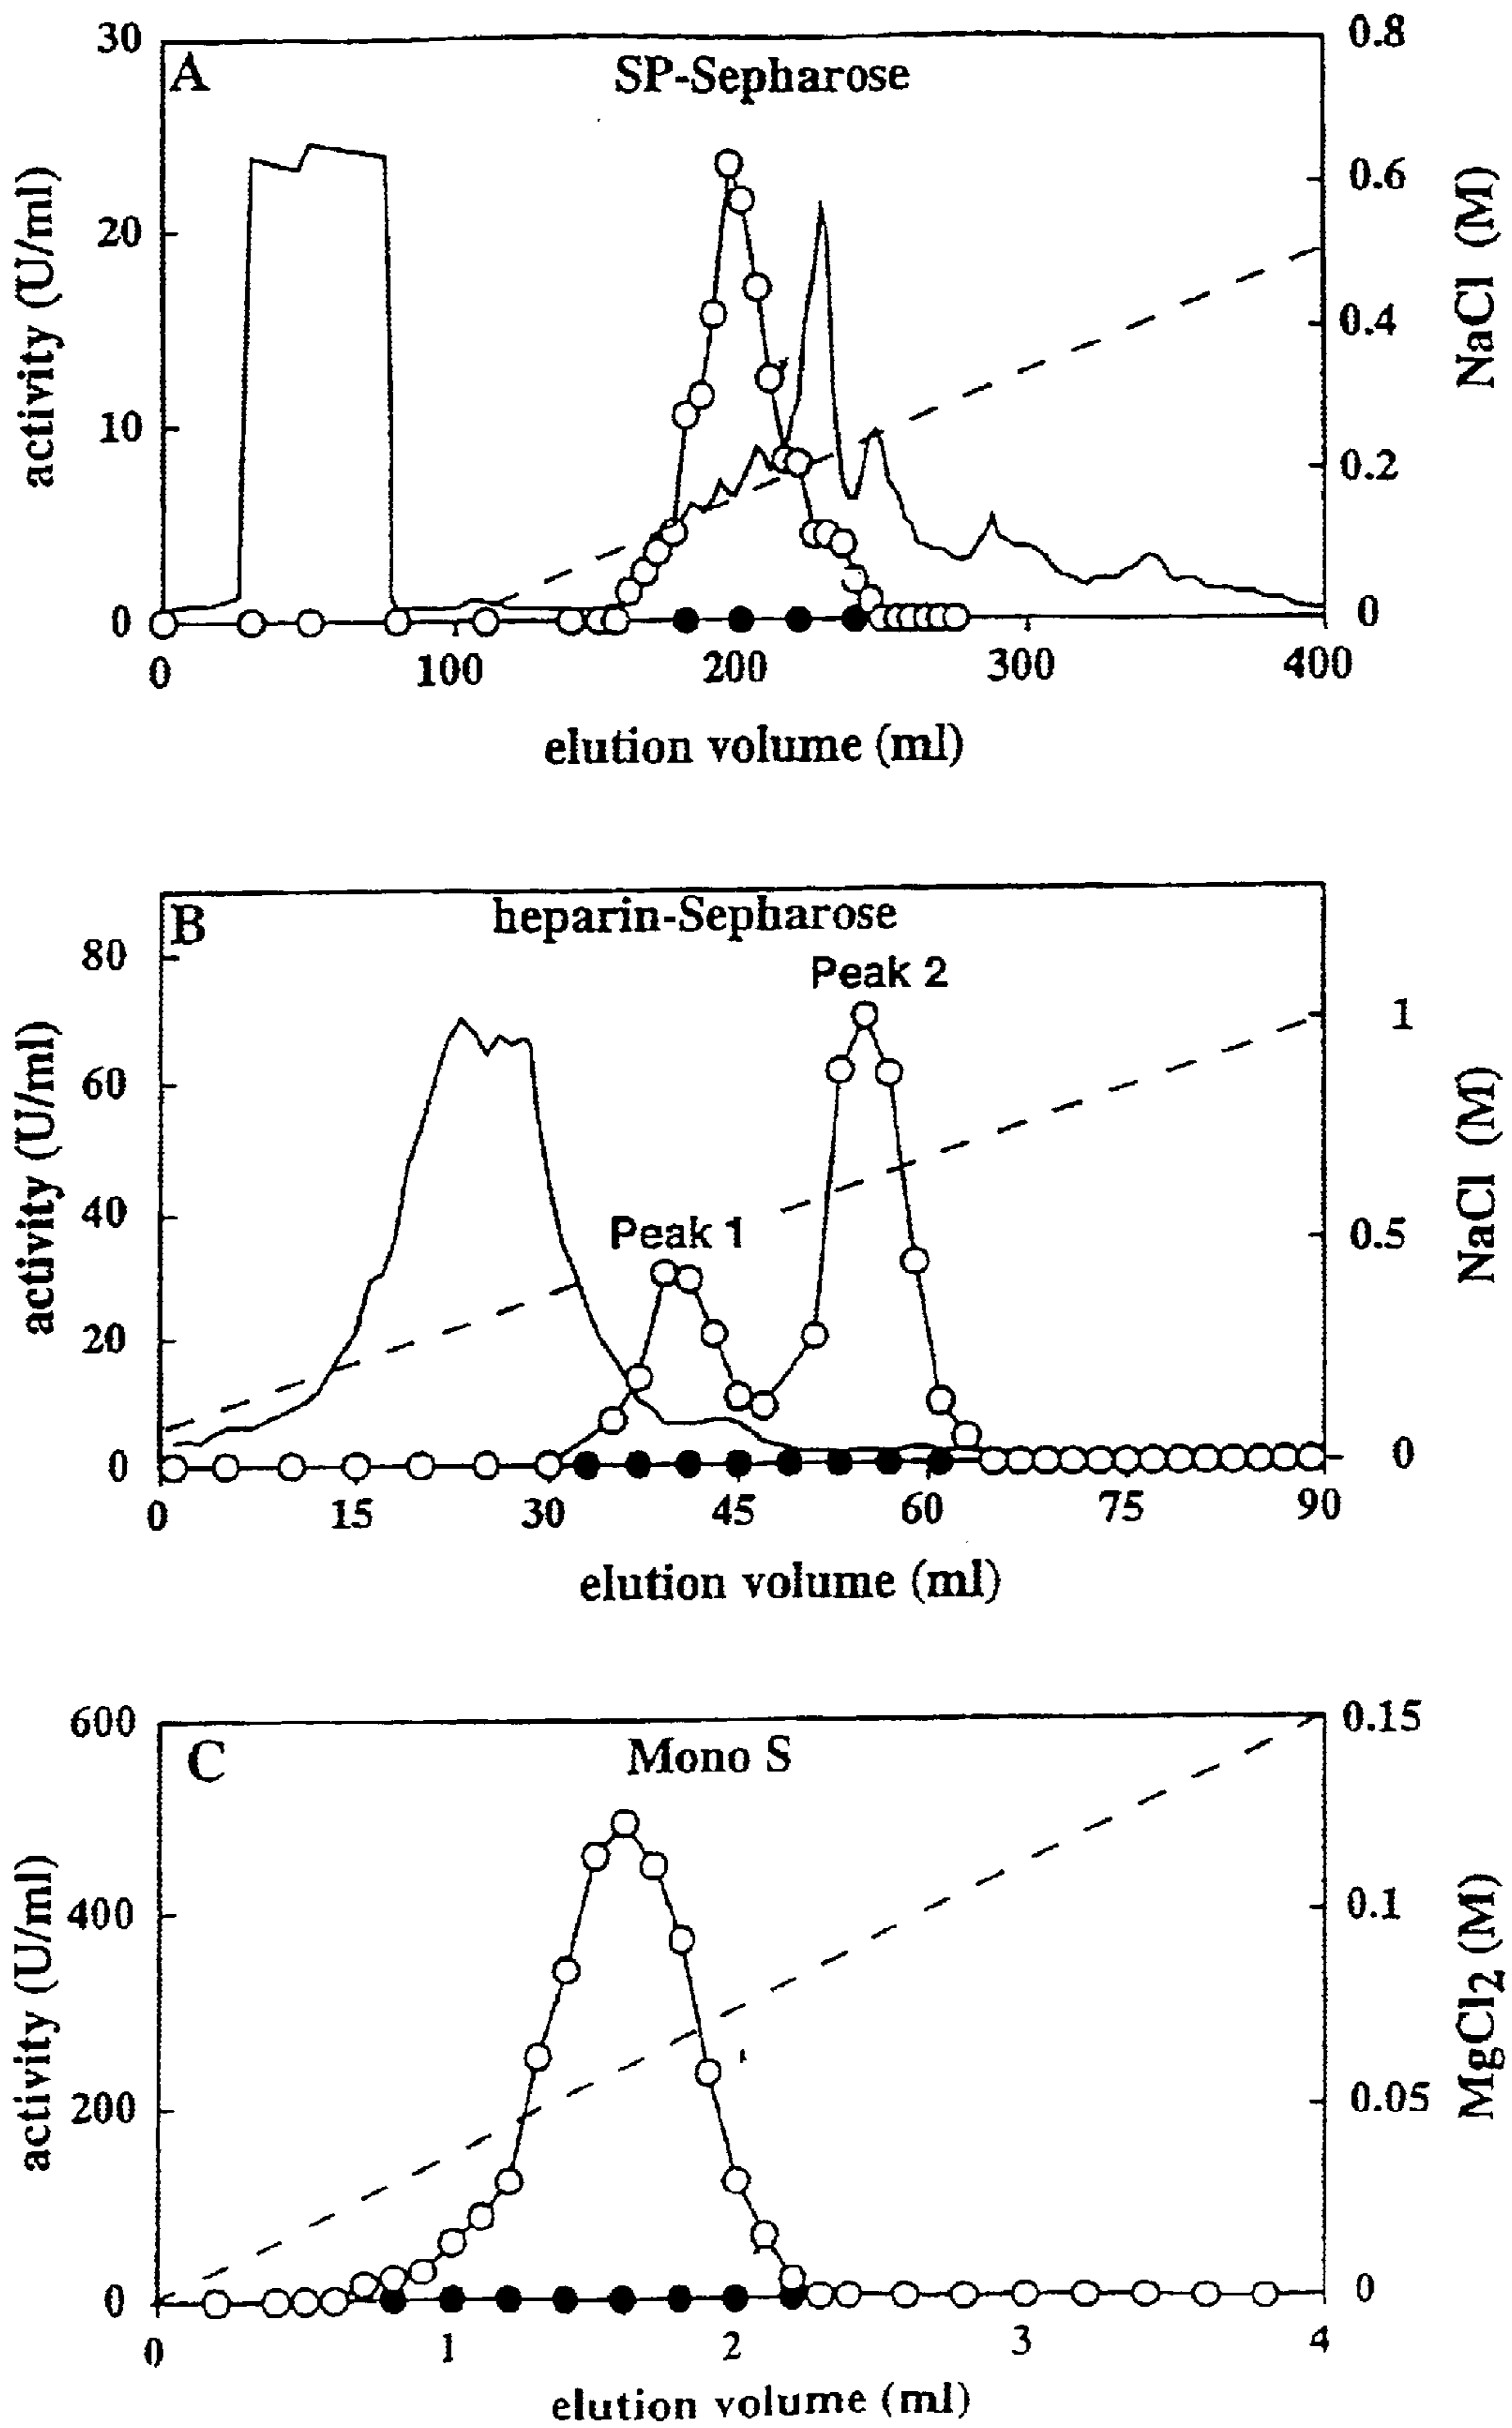 A
SP-Sepharose
activity (U/ml)
30
20
10
0
NaCl (M)
0.8
0.6
0.4
0.2
0
0 100 200 300 400
elution volume (ml)
B
heparin-Sepharose
Peak 1
Peak 2
activity (U/ml)
80
60
40
20
0
NaCl (M)
1
0.5
0
0 15 30 45 60 75 90
elution volume (ml)
C
Mono S
activity (U/ml)
600
400
200
0
MgCl2 (M)
0.15
0.1
0.05
0
0 1 2 3 4
elution volume (ml)